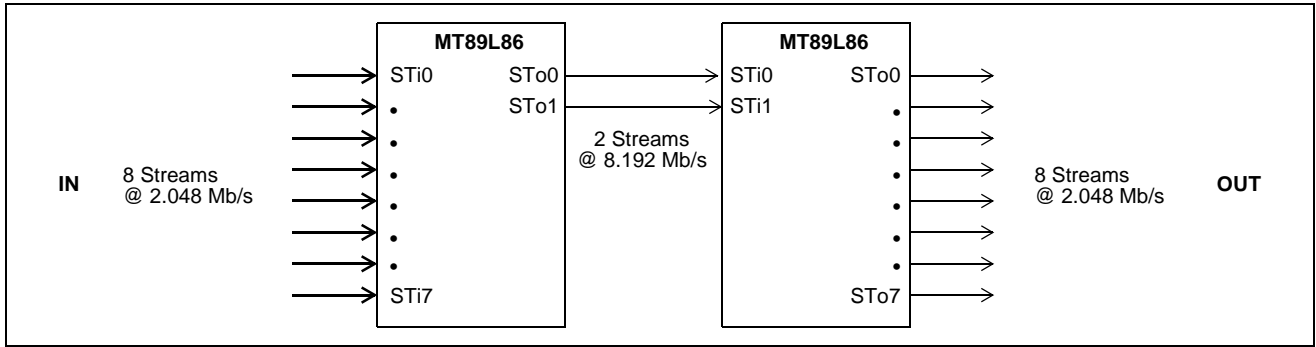 MT89L86 MT89L86
STi0 STo0 STi0 STo0
STo1 STi1
2 Streams
@ 8.192 Mb/s
IN 8 Streams
@ 2.048 Mb/s
8 Streams OUT
@ 2.048 Mb/s
STi7 STo7